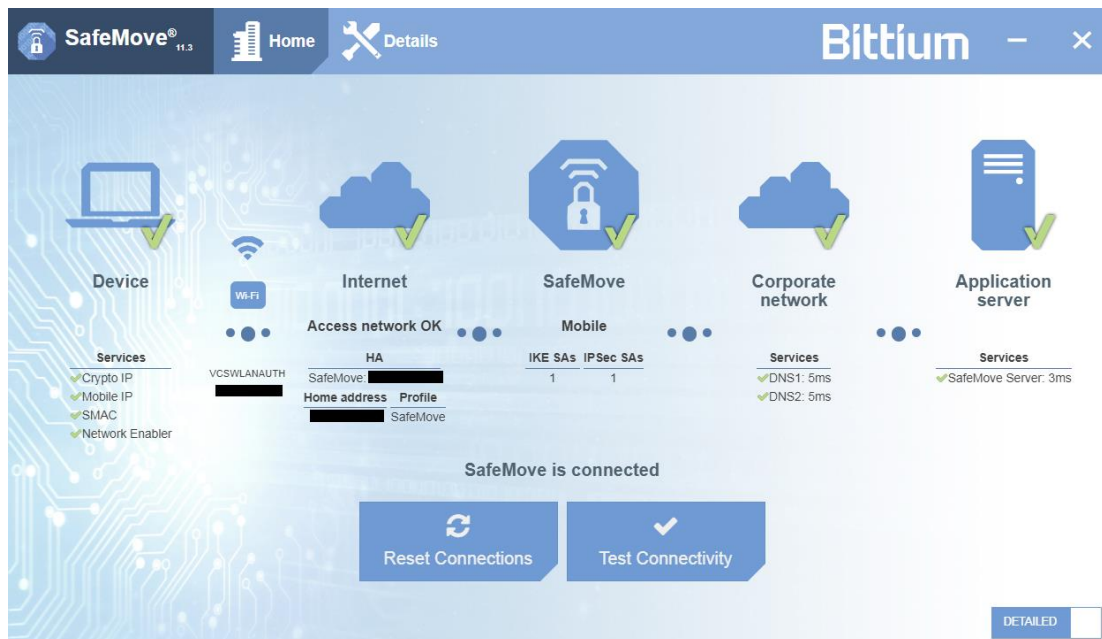 SafeMove® 11.3
Home
Details
Bittium
Device
Wi-Fi
Internet
SafeMove
Corporate
network
Application
server
Access network OK
Mobile
Services
Crypto IP
Mobile IP
SMAC
Network Enabler
VCSWLANAUTH
HA
SafeMove:
Home address Profile
SafeMove
IKE SAs IPSec SAs
1 1
Services
DNS1: 5ms
DNS2: 5ms
Services
SafeMove Server: 3ms
SafeMove is connected
Reset Connections
Test Connectivity
DETAILED